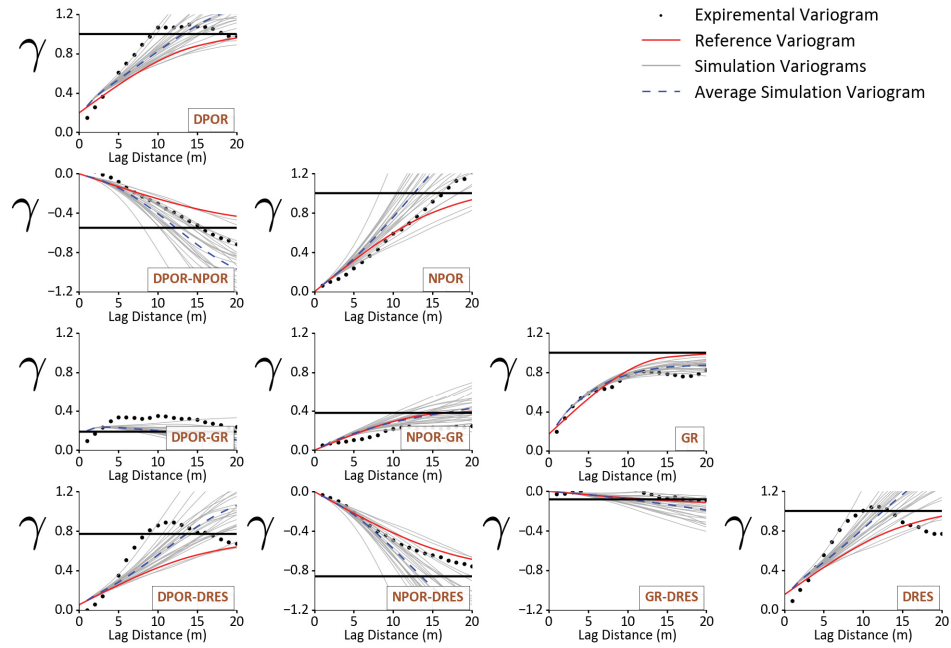 Expiremental Variogram
Reference Variogram
Simulation Variograms
Average Simulation Variogram
γ
1.2
0.8
0.4
0.0
0 5 10 15 20
Lag Distance (m)
DPOR
γ
0.0
−0.4
−0.8
−1.2
0 5 10 15 20
Lag Distance (m)
DPOR-NPOR
γ
1.2
0.8
0.4
0.0
0 5 10 15 20
Lag Distance (m)
NPOR
γ
1.2
0.8
0.4
0.0
0 5 10 15 20
Lag Distance (m)
DPOR-GR
γ
1.2
0.8
0.4
0.0
0 5 10 15 20
Lag Distance (m)
NPOR-GR
γ
1.2
0.8
0.4
0.0
0 5 10 15 20
Lag Distance (m)
GR
γ
1.2
0.8
0.4
0.0
0 5 10 15 20
Lag Distance (m)
DPOR-DRES
γ
0.0
−0.4
−0.8
−1.2
0 5 10 15 20
Lag Distance (m)
NPOR-DRES
γ
0.0
−0.4
−0.8
−1.2
0 5 10 15 20
Lag Distance (m)
GR-DRES
γ
1.2
0.8
0.4
0.0
0 5 10 15 20
Lag Distance (m)
DRES